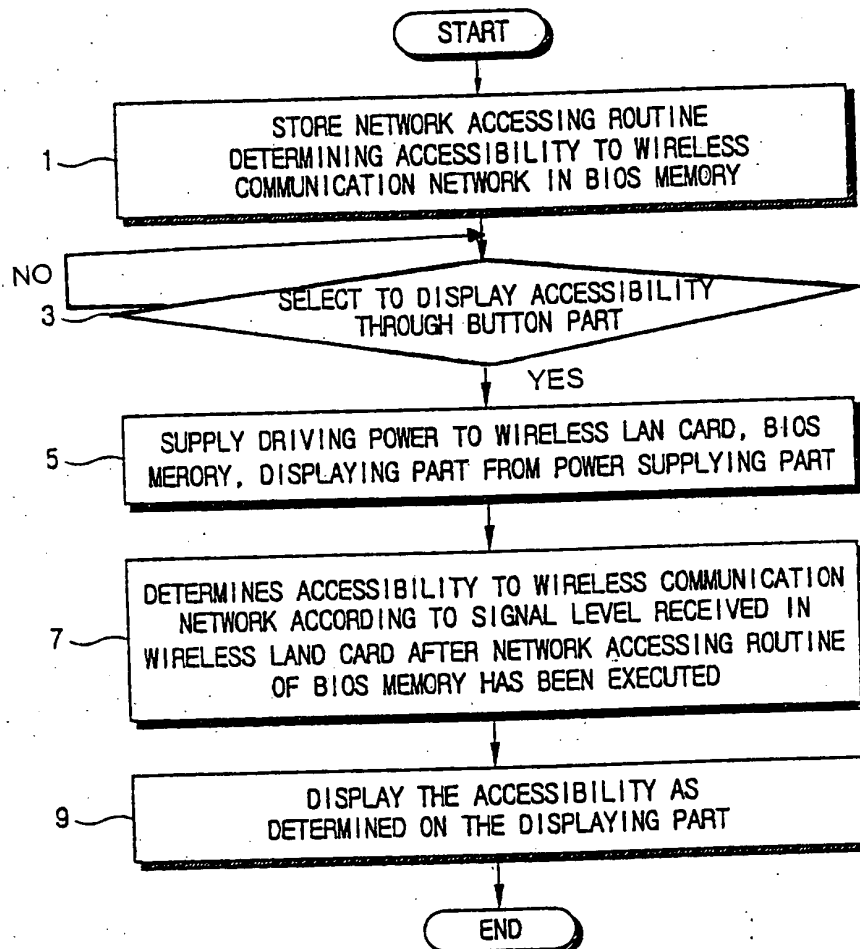 START
1
STORE NETWORK ACCESSING ROUTINE
DETERMINING ACCESSIBILITY TO WIRELESS
COMMUNICATION NETWORK IN BIOS MEMORY
NO
3
SELECT TO DISPLAY ACCESSIBILITY
THROUGH BUTTON PART
YES
5
SUPPLY DRIVING POWER TO WIRELESS LAN CARD, BIOS
MERORY, DISPLAYING PART FROM POWER SUPPLYING PART
7
DETERMINES ACCESSIBILITY TO WIRELESS COMMUNICATION
NETWORK ACCORDING TO SIGNAL LEVEL RECEIVED IN
WIRELESS LAND CARD AFTER NETWORK ACCESSING ROUTINE
OF BIOS MEMORY HAS BEEN EXECUTED
9
DISPLAY THE ACCESSIBILITY AS
DETERMINED ON THE DISPLAYING PART
END